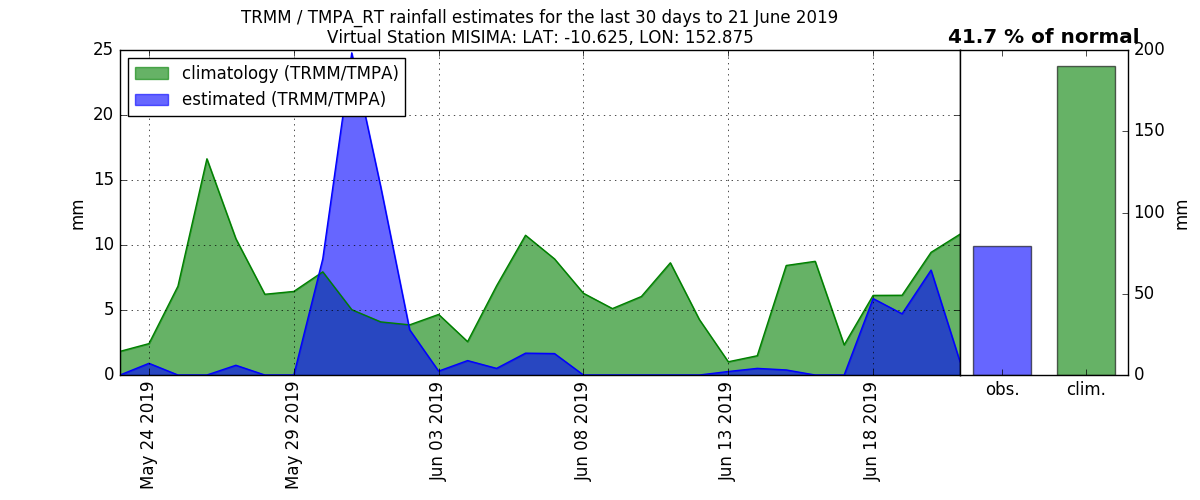 TRMM / TMPA_RT rainfall estimates for the last 30 days to 21 June 2019
Virtual Station MISIMA: LAT: -10.625, LON: 152.875
41.7 % of normal
climatology (TRMM/TMPA)
estimated (TRMM/TMPA)
25
20
15
10
5
0
mm
May 24 2019
May 29 2019
Jun 03 2019
Jun 08 2019
Jun 13 2019
Jun 18 2019
200
150
100
50
0
mm
obs.
clim.